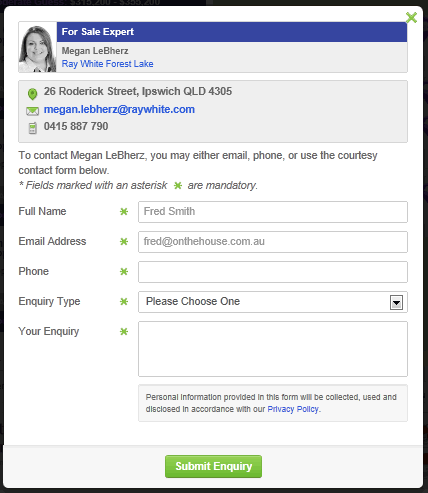 For Sale Expert
Megan LeBherz
Ray White Forest Lake
26 Roderick Street, Ipswich QLD 4305
megan.lebherz@raywhite.com
0415 887 790
To contact Megan LeBherz, you may either email, phone, or use the courtesy
contact form below.
* Fields marked with an asterisk * are mandatory.
Full Name * Fred Smith
Email Address * fred@onthehouse.com.au
Phone *
Enquiry Type * Please Choose One
Your Enquiry *
Personal Information provided in this form will be collected, used and
disclosed in accordance with our Privacy Policy.
Submit Enquiry